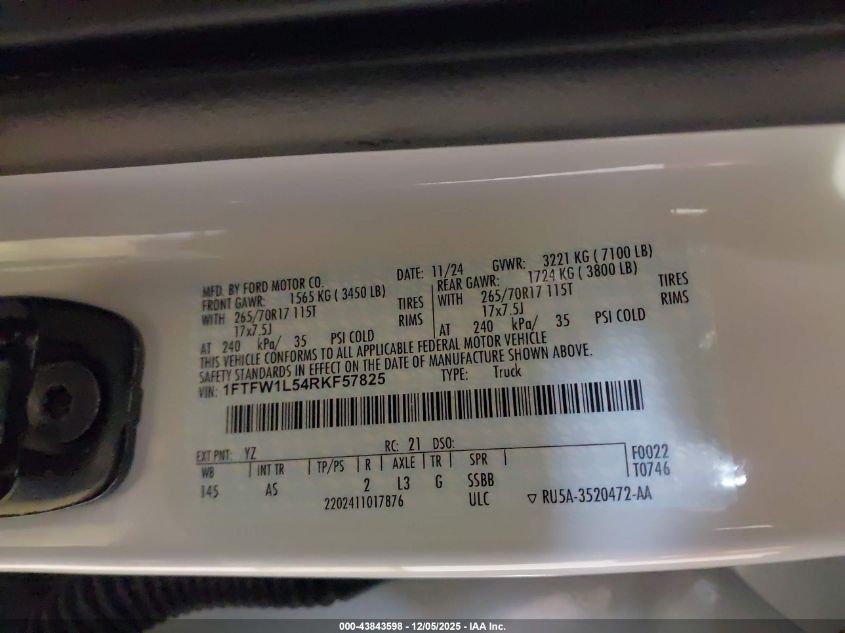 MFD. BY FORD MOTOR CO. DATE: 11/24 GVWR: 3221 KG ( 7100 LB)
FRONT GAWR: 1565 KG ( 3450 LB) REAR GAWR: 1724 KG ( 3800 LB)
WITH 265/70R17 115T TIRES WITH 265/70R17 115T TIRES
17x7.5J RIMS 17x7.5J RIMS
AT 240 kPa/ 35 PSI COLD AT 240 kPa/ 35 PSI COLD
THIS VEHICLE CONFORMS TO ALL APPLICABLE FEDERAL MOTOR VEHICLE
SAFETY STANDARDS IN EFFECT ON THE DATE OF MANUFACTURE SHOWN ABOVE.
VIN: 1FTFW1L54RKF57825 TYPE: Truck
EXT PNT: YZ RC: 21 DSO: F0022
WB INT TR TP/PS R AXLE TR SPR T0746
145 AS 2 L3 G SSBB
2202411017876 ULC ▽ RU5A-3520472-AA
000-43843598 - 12/05/2025 - IAA Inc.